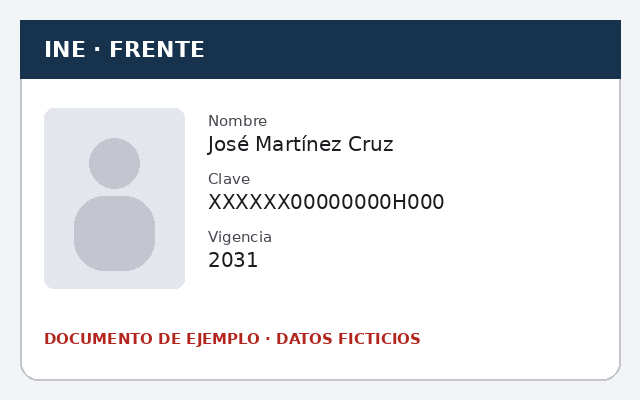 INE · FRENTE
Nombre
José Martínez Cruz
Clave
XXXXXX00000000H000
Vigencia
2031
DOCUMENTO DE EJEMPLO · DATOS FICTICIOS